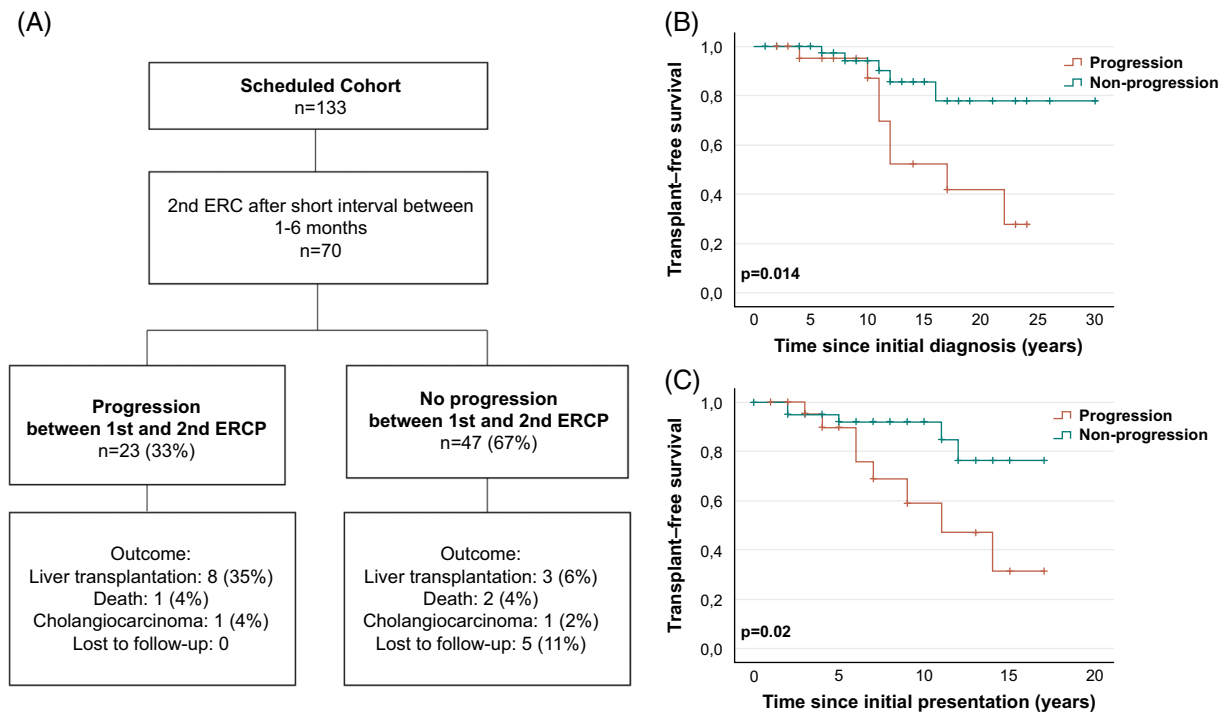 (A)
Scheduled Cohort
n=133
2nd ERC after short interval between
1-6 months
n=70
Progression
between 1st and 2nd ERCP
n=23 (33%)
No progression
between 1st and 2nd ERCP
n=47 (67%)
Outcome:
Liver transplantation: 8 (35%)
Death: 1 (4%)
Cholangiocarcinoma: 1 (4%)
Lost to follow-up: 0
Outcome:
Liver transplantation: 3 (6%)
Death: 2 (4%)
Cholangiocarcinoma: 1 (2%)
Lost to follow-up: 5 (11%)
(B)
Transplant–free survival
1,0
0,8
0,6
0,4
0,2
0,0
Progression
Non-progression
p=0.014
0 5 10 15 20 25 30
Time since initial diagnosis (years)
(C)
Transplant–free survival
1,0
0,8
0,6
0,4
0,2
0,0
Progression
Non-progression
p=0.02
0 5 10 15 20
Time since initial presentation (years)